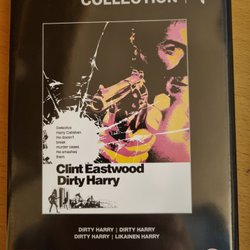 COLLECTION
Detective
Harry Callahan.
He doesn't
break
murder cases.
He smashes
them.
Clint Eastwood
Dirty Harry
DIRTY HARRY | DIRTY HARRY
DIRTY HARRY | LIKAINEN HARRY